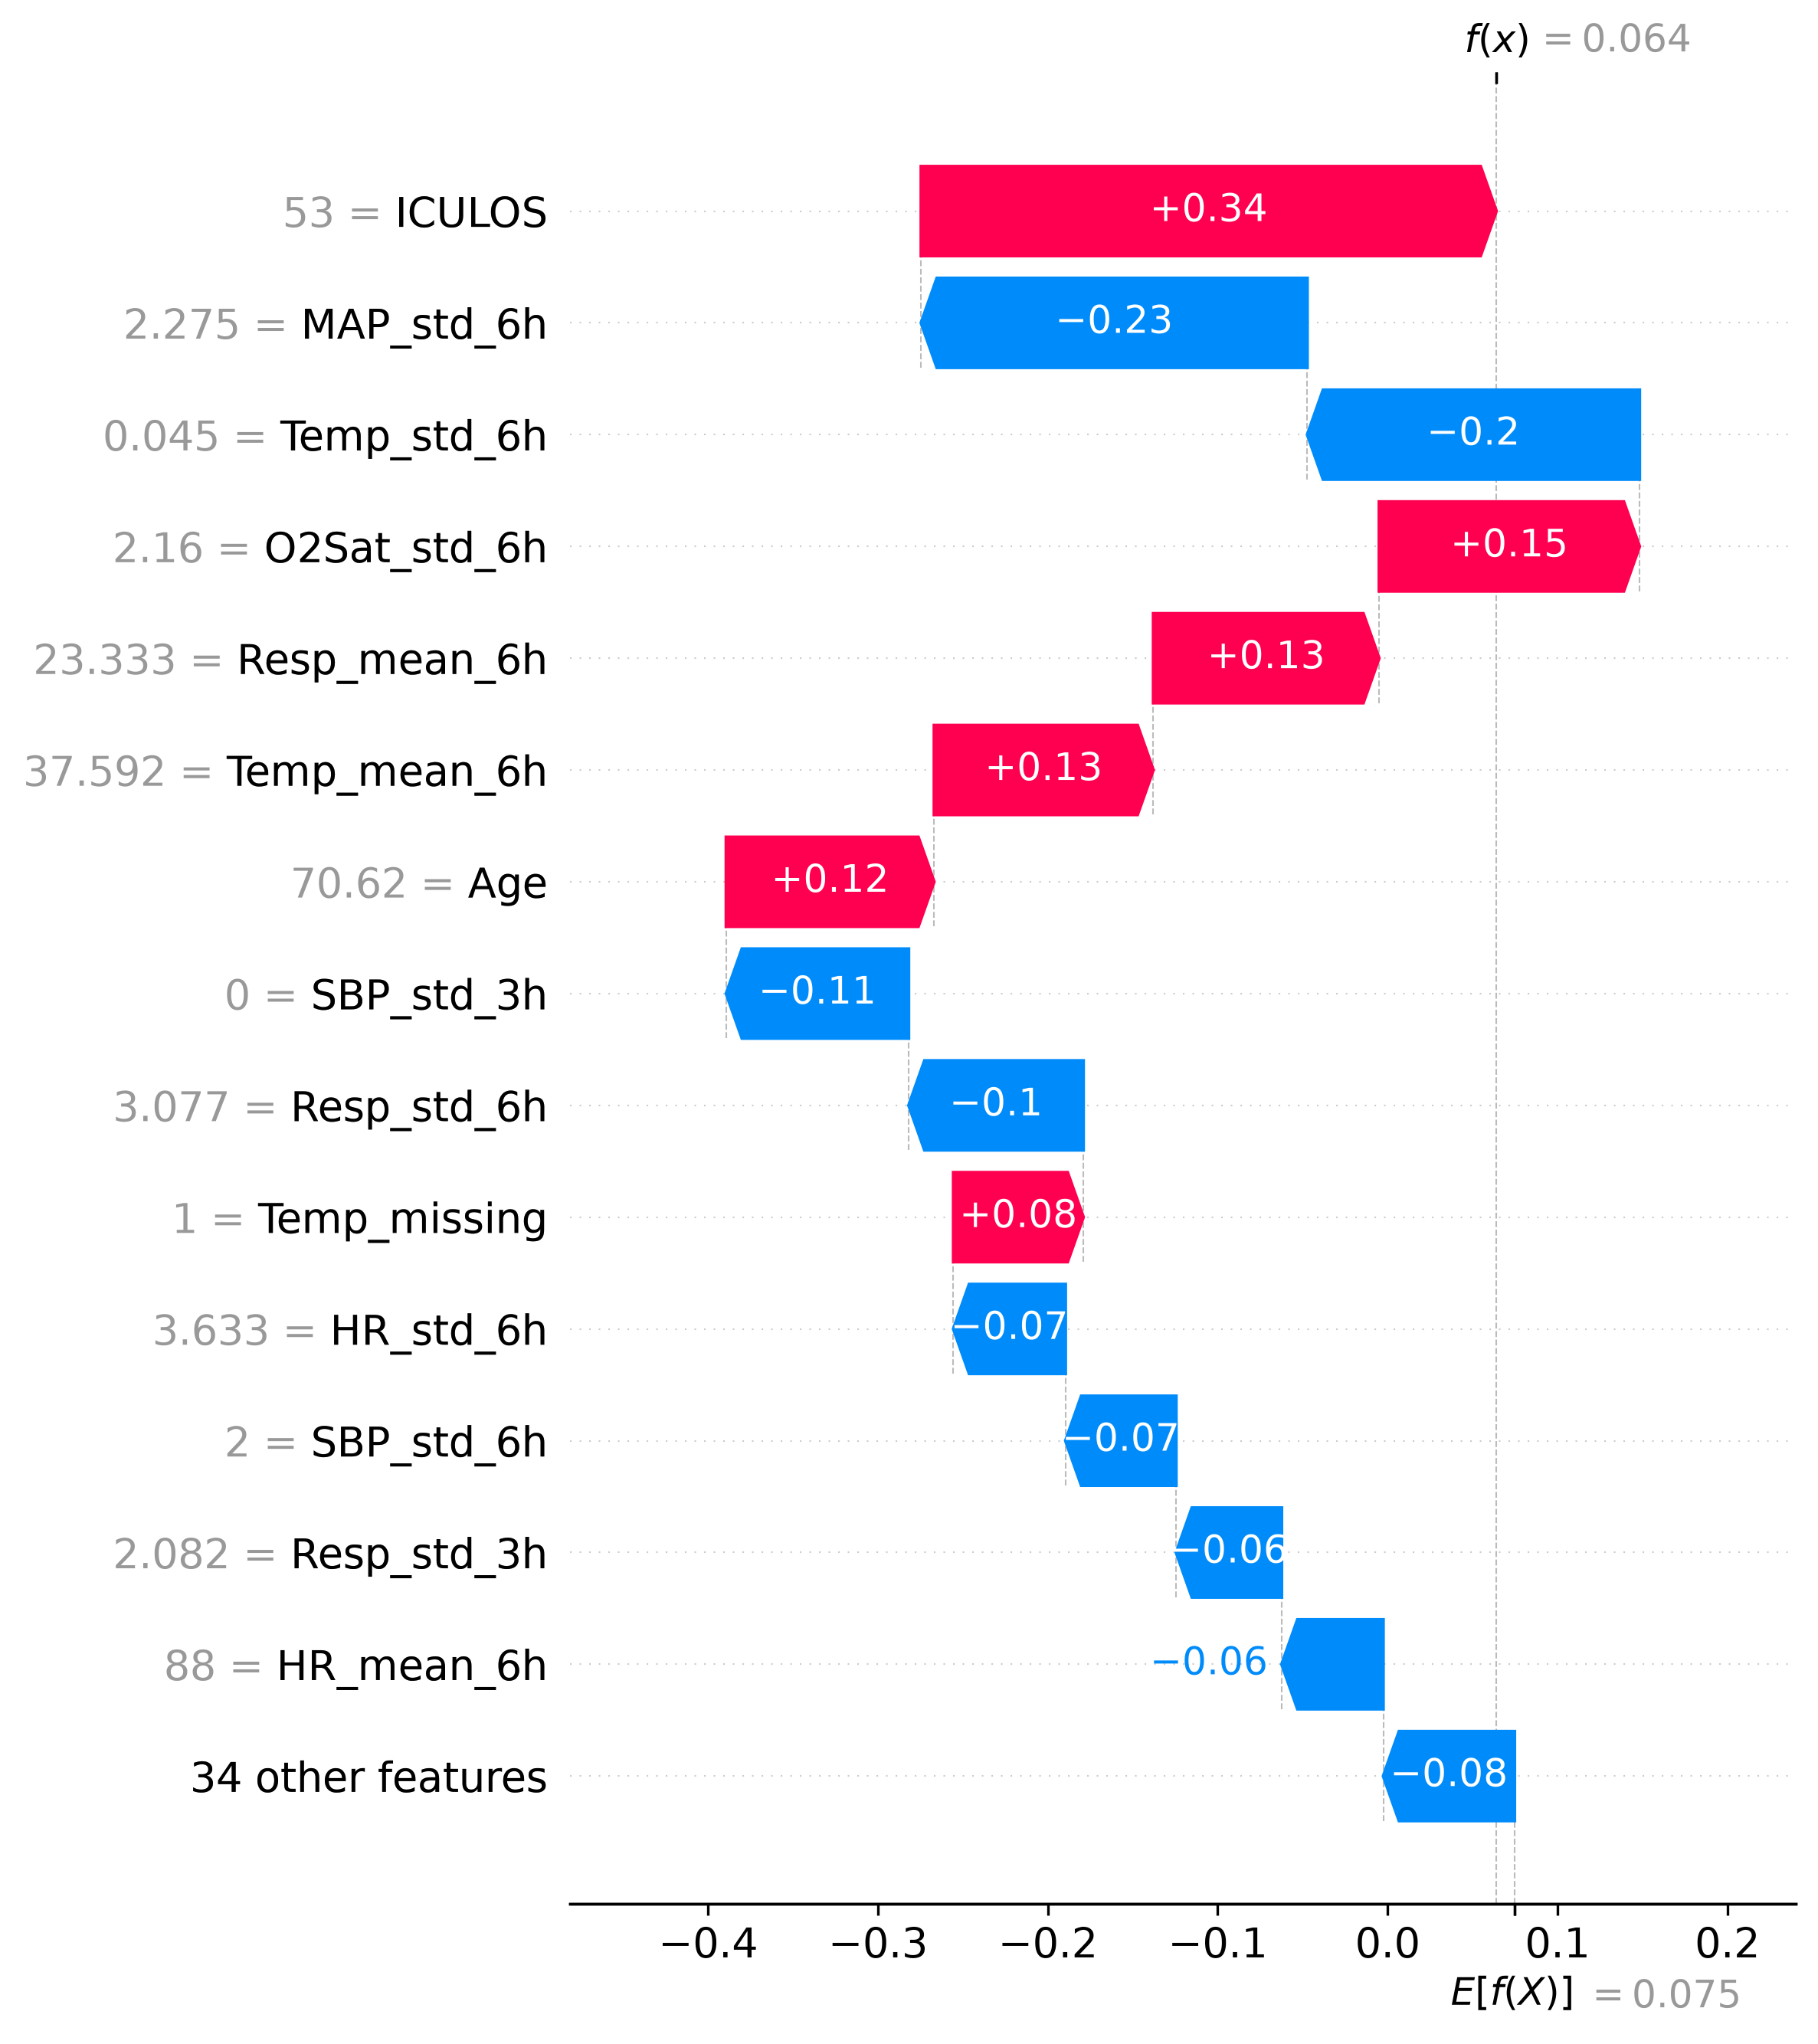 f(x) = 0.064
53 = ICULOS +0.34
2.275 = MAP_std_6h −0.23
0.045 = Temp_std_6h −0.2
2.16 = O2Sat_std_6h +0.15
23.333 = Resp_mean_6h +0.13
37.592 = Temp_mean_6h +0.13
70.62 = Age +0.12
0 = SBP_std_3h −0.11
3.077 = Resp_std_6h −0.1
1 = Temp_missing +0.08
3.633 = HR_std_6h −0.07
2 = SBP_std_6h −0.07
2.082 = Resp_std_3h −0.06
88 = HR_mean_6h −0.06
34 other features −0.08
−0.4 −0.3 −0.2 −0.1 0.0 0.1 0.2
E[f(X)] = 0.075